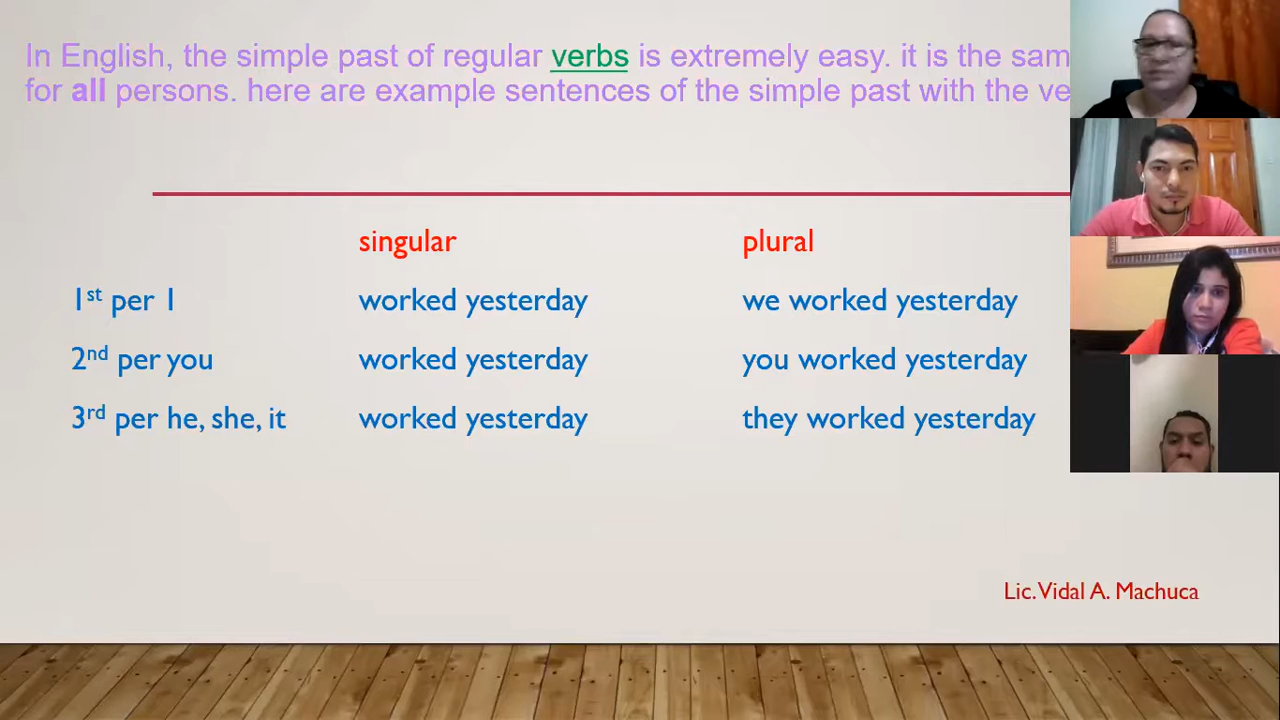 In English, the simple past of regular verbs is extremely easy. it is the sam
for all persons. here are example sentences of the simple past with the ve
singular plural
1st per 1 worked yesterday we worked yesterday
2nd per you worked yesterday you worked yesterday
3rd per he, she, it worked yesterday they worked yesterday
Lic. Vidal A. Machuca